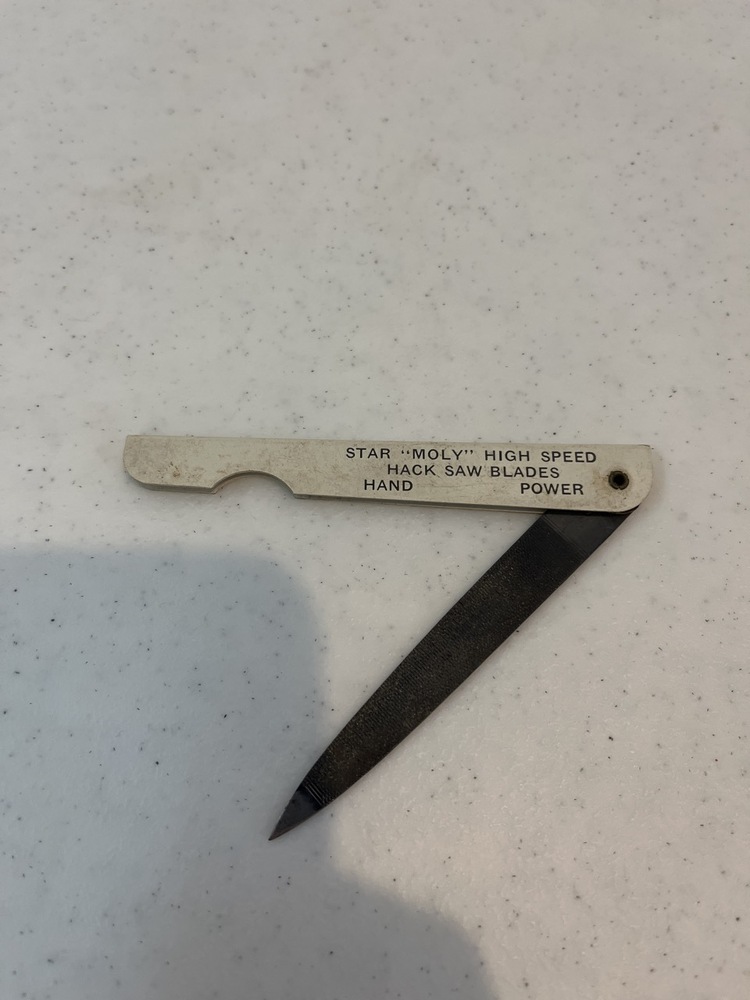 STAR “MOLY” HIGH SPEED
HACK SAW BLADES
HAND POWER